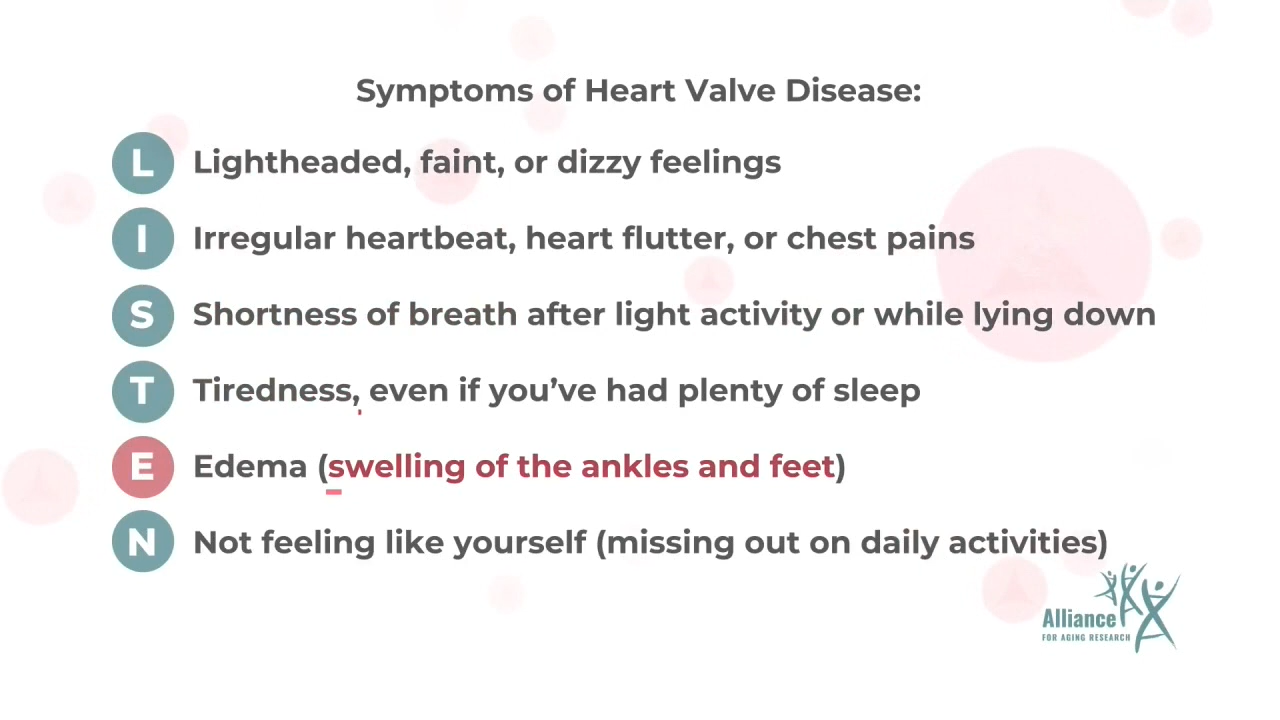 Symptoms of Heart Valve Disease:
L Lightheaded, faint, or dizzy feelings
I Irregular heartbeat, heart flutter, or chest pains
S Shortness of breath after light activity or while lying down
T Tiredness, even if you’ve had plenty of sleep
E Edema (swelling of the ankles and feet)
N Not feeling like yourself (missing out on daily activities)
Alliance
FOR AGING RESEARCH